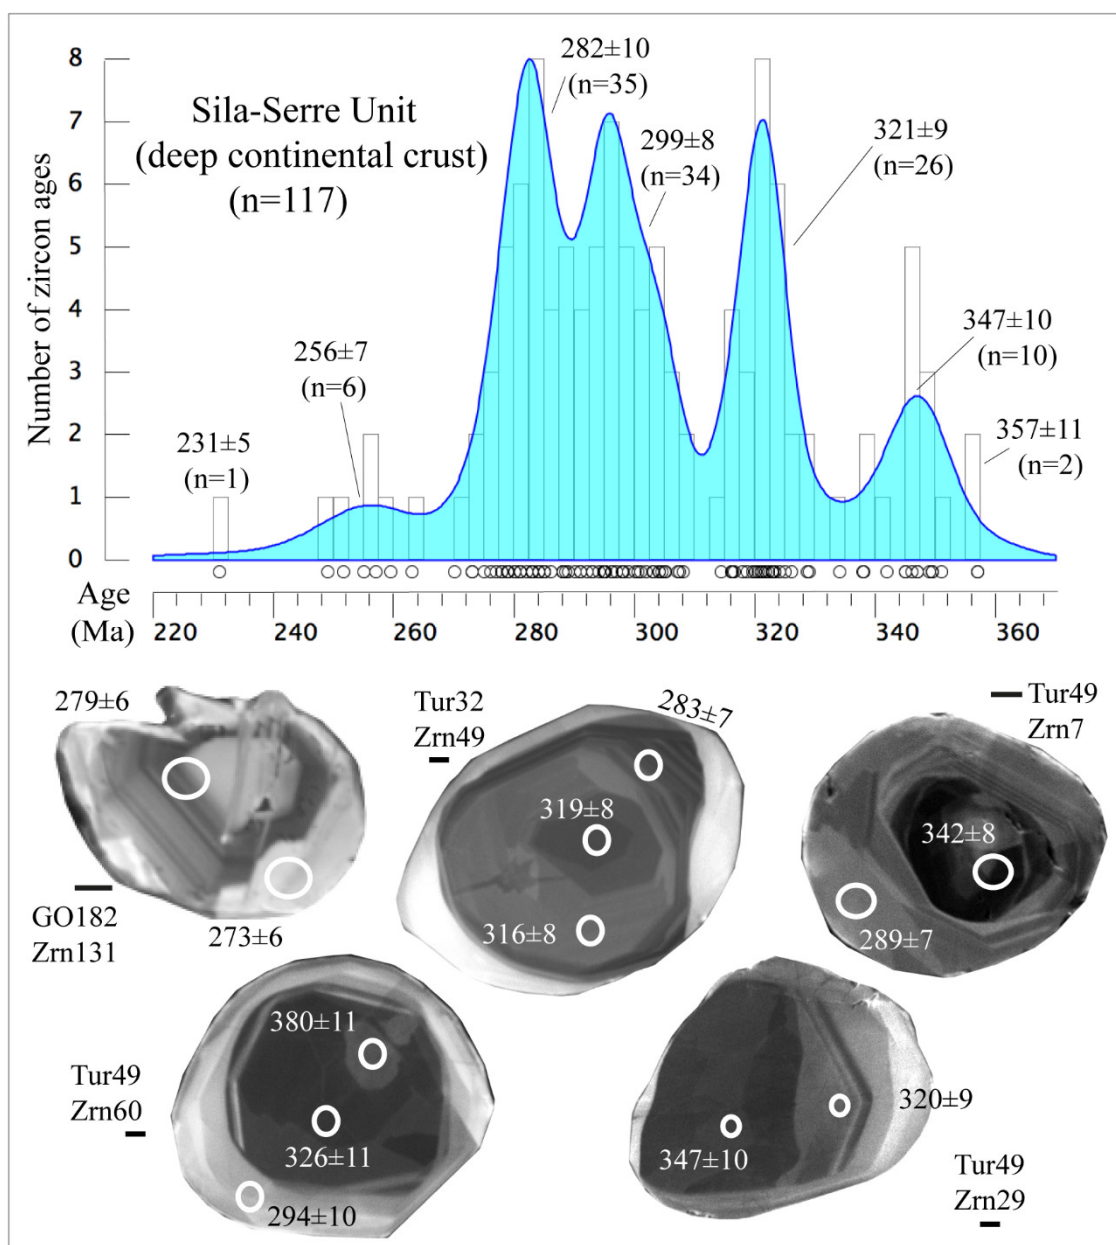 Number of zircon ages
8
7
6
5
4
3
2
1
0
Sila-Serre Unit
(deep continental crust)
(n=117)
231±5
(n=1)
256±7
(n=6)
282±10
(n=35)
299±8
(n=34)
321±9
(n=26)
347±10
(n=10)
357±11
(n=2)
Age
(Ma)
220 240 260 280 300 320 340 360
279±6
GO182
Zrn131
273±6
Tur32
Zrn49
283±7
319±8
316±8
Tur49
Zrn7
342±8
289±7
Tur49
Zrn60
380±11
326±11
294±10
347±10
320±9
Tur49
Zrn29